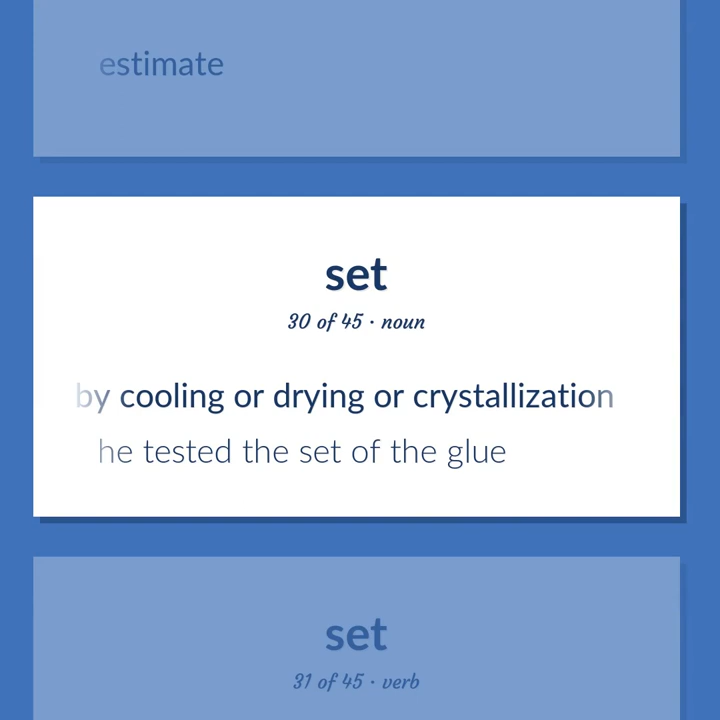 estimate
set
30 of 45 · noun
by cooling or drying or crystallization
he tested the set of the glue
set
31 of 45 · verb